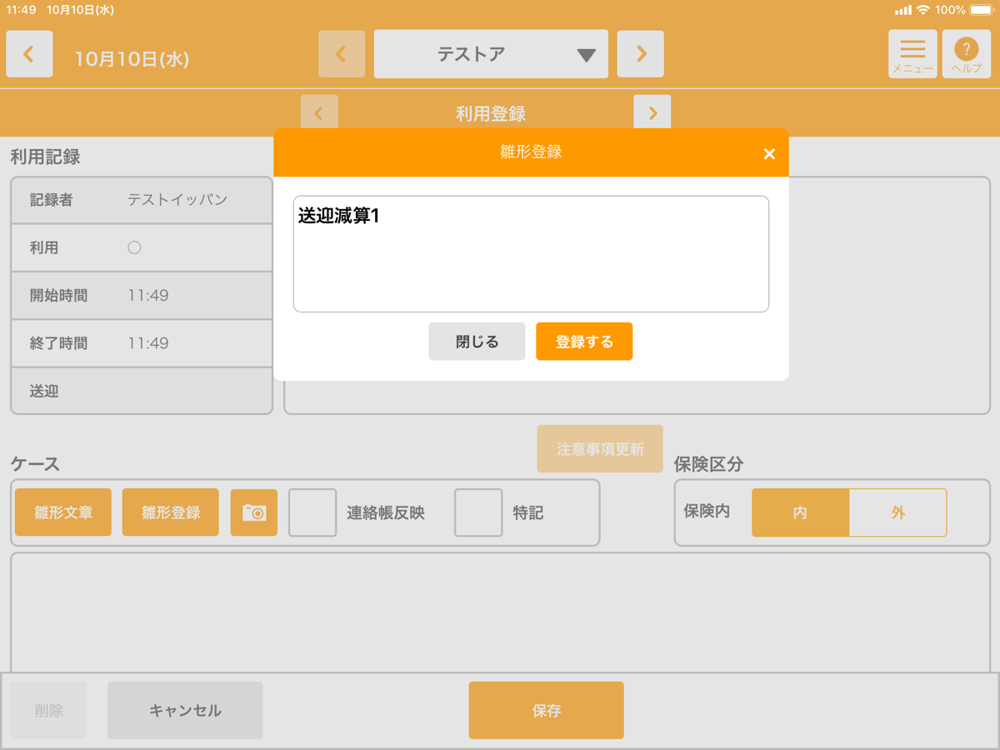 11:49 10月10日(水)
100%
10月10日(水)
テストア
メニュー
ヘルプ
利用登録
雛形登録
利用記録
記録者 テストイッパン
送迎減算1
利用 ○
開始時間 11:49
終了時間 11:49
閉じる 登録する
送迎
注意事項更新
ケース
保険区分
雛形文章 雛形登録 連絡帳反映 特記
保険内 内 外
削除 キャンセル 保存